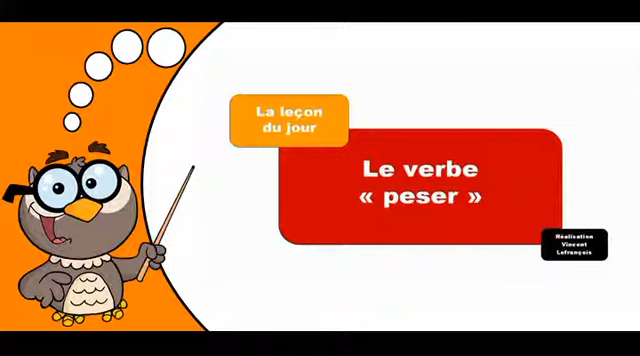 La leçon
du jour
Le verbe
« peser »
Réalisation
Vincent
Lefrançois